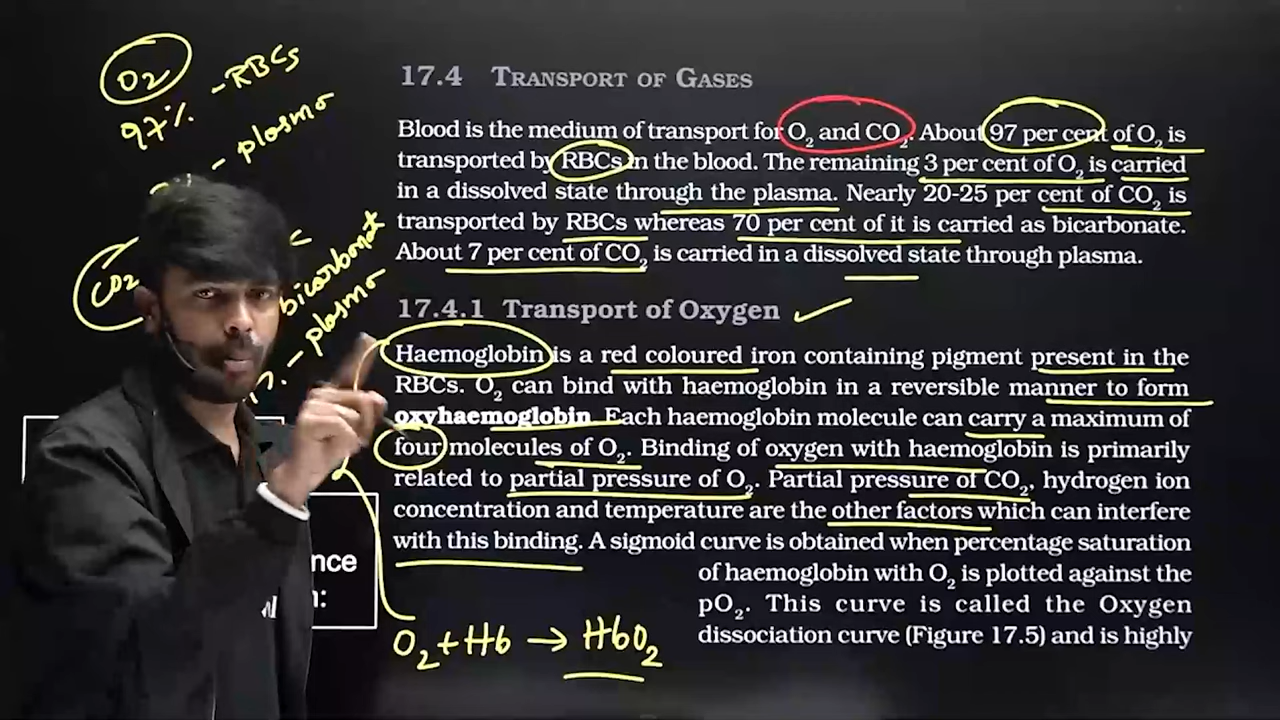 O2
97% - RBCs
- plasma
CO2
bicarbonat
- plasma
17.4 TRANSPORT OF GASES
Blood is the medium of transport for O2 and CO2. About 97 per cent of O2 is
transported by RBCs in the blood. The remaining 3 per cent of O2 is carried
in a dissolved state through the plasma. Nearly 20-25 per cent of CO2 is
transported by RBCs whereas 70 per cent of it is carried as bicarbonate.
About 7 per cent of CO2 is carried in a dissolved state through plasma.
17.4.1 Transport of Oxygen
Haemoglobin is a red coloured iron containing pigment present in the
RBCs. O2 can bind with haemoglobin in a reversible manner to form
oxyhaemoglobin. Each haemoglobin molecule can carry a maximum of
four molecules of O2. Binding of oxygen with haemoglobin is primarily
related to partial pressure of O2. Partial pressure of CO2, hydrogen ion
concentration and temperature are the other factors which can interfere
with this binding. A sigmoid curve is obtained when percentage saturation
of haemoglobin with O2 is plotted against the
pO2. This curve is called the Oxygen
dissociation curve (Figure 17.5) and is highly
O2 + Hb → HbO2